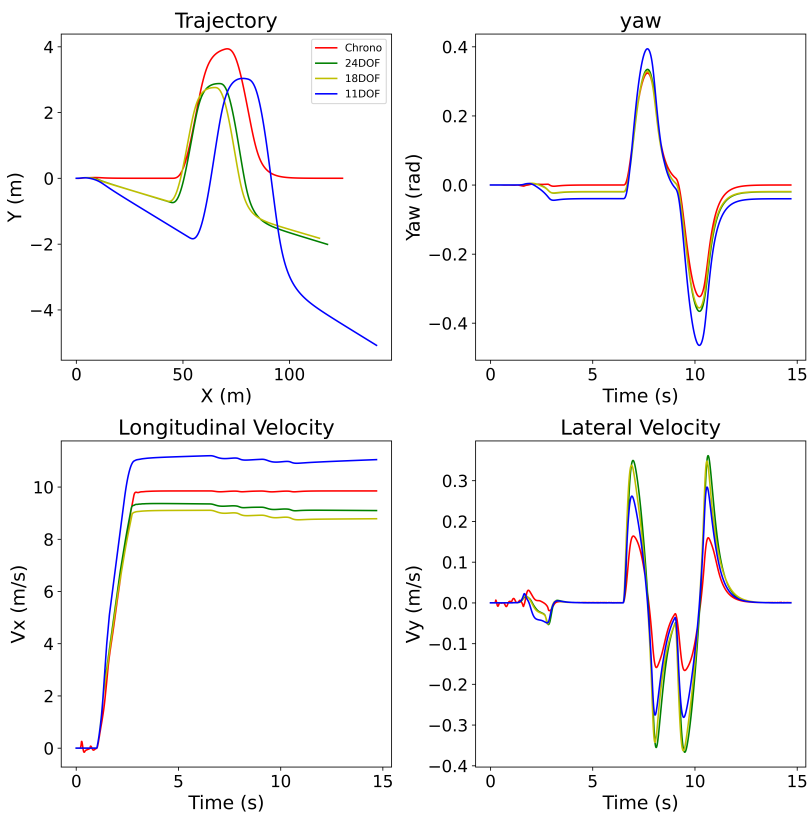 Trajectory
Y (m)
4
2
0
−2
−4
Chrono
24DOF
18DOF
11DOF
0 50 100
X (m)
yaw
Yaw (rad)
0.4
0.2
0.0
−0.2
−0.4
0 5 10 15
Time (s)
Longitudinal Velocity
Vx (m/s)
10
8
6
4
2
0
0 5 10 15
Time (s)
Lateral Velocity
Vy (m/s)
0.3
0.2
0.1
0.0
−0.1
−0.2
−0.3
−0.4
0 5 10 15
Time (s)